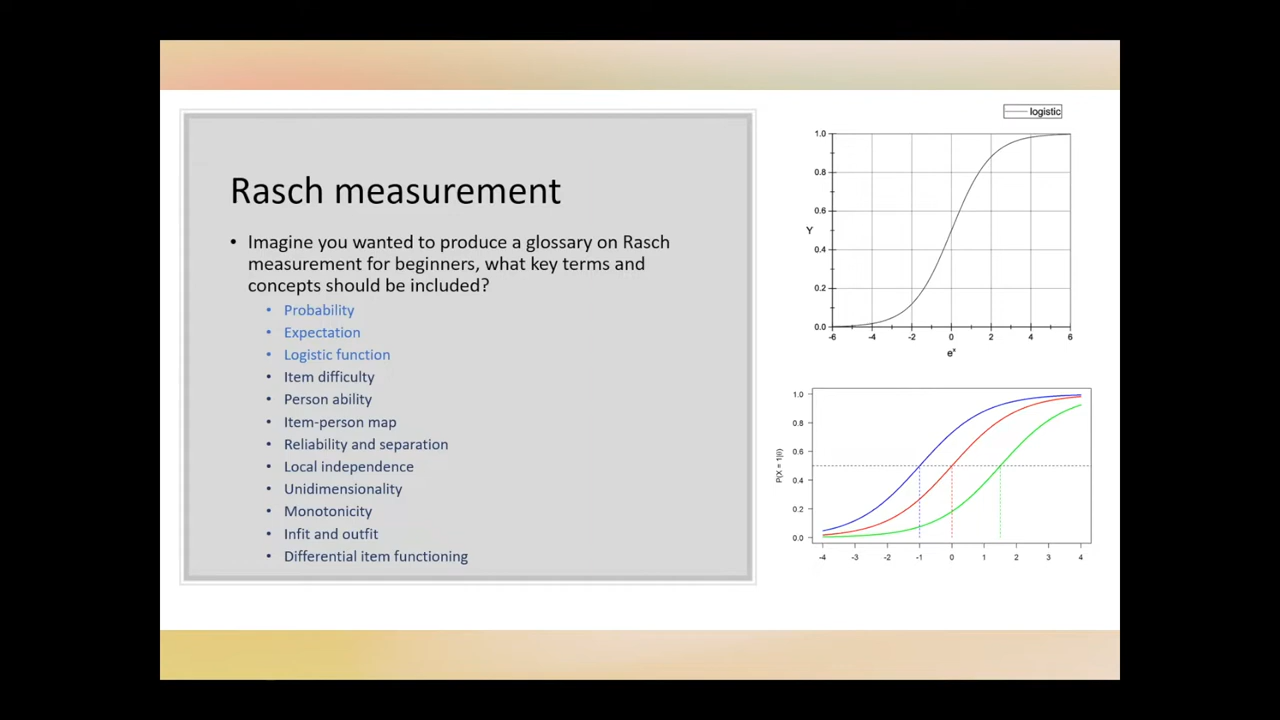 Rasch measurement
• Imagine you wanted to produce a glossary on Rasch
measurement for beginners, what key terms and
concepts should be included?
• Probability
• Expectation
• Logistic function
• Item difficulty
• Person ability
• Item-person map
• Reliability and separation
• Local independence
• Unidimensionality
• Monotonicity
• Infit and outfit
• Differential item functioning
logistic
1.0
0.8
0.6
Y
0.4
0.2
0.0
-6 -4 -2 0 2 4 6
eˣ
1.0
0.8
0.6
P(X = 1|θ)
0.4
0.2
0.0
-4 -3 -2 -1 0 1 2 3 4